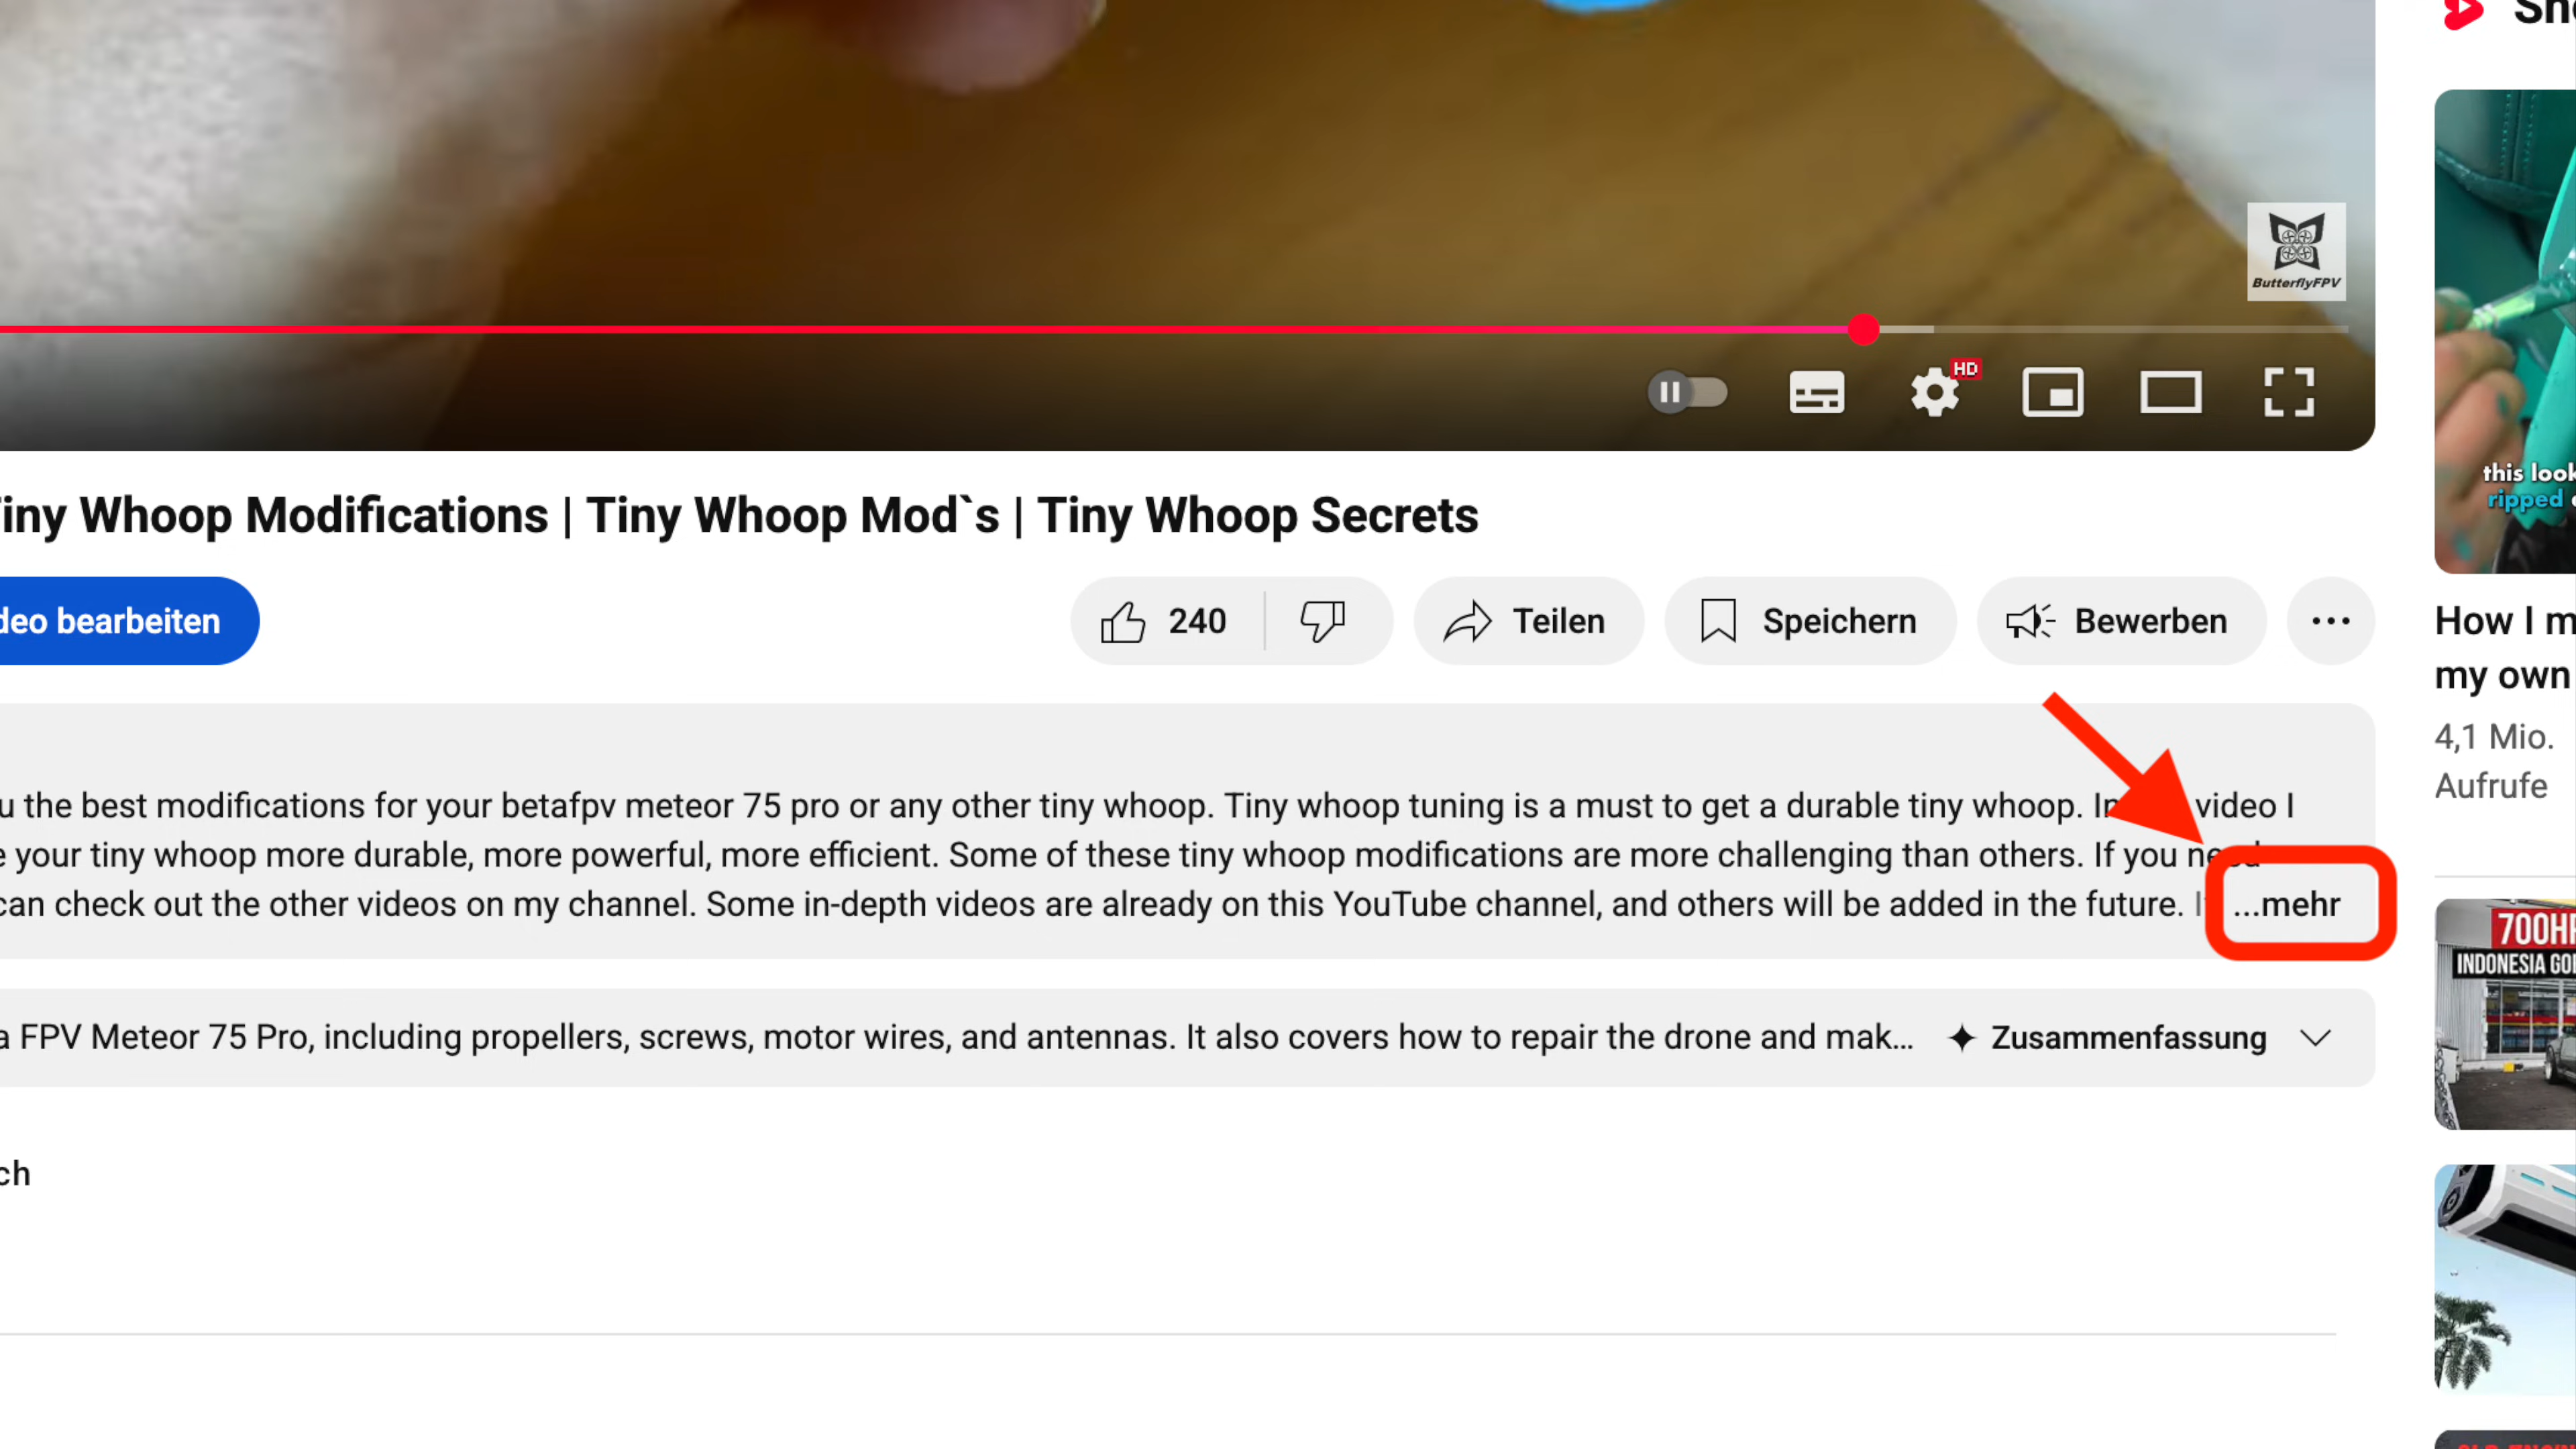 ButterflyFPV
HD
iny Whoop Modifications | Tiny Whoop Mod`s | Tiny Whoop Secrets
deo bearbeiten
240
Teilen
Speichern
Bewerben
u the best modifications for your betafpv meteor 75 pro or any other tiny whoop. Tiny whoop tuning is a must to get a durable tiny whoop. In video I
e your tiny whoop more durable, more powerful, more efficient. Some of these tiny whoop modifications are more challenging than others. If you need
can check out the other videos on my channel. Some in-depth videos are already on this YouTube channel, and others will be added in the future. I
...mehr
a FPV Meteor 75 Pro, including propellers, screws, motor wires, and antennas. It also covers how to repair the drone and mak...
Zusammenfassung
ch
Sh
this look
ripped
How I m
my own
4,1 Mio.
Aufrufe
700HP
INDONESIA GO